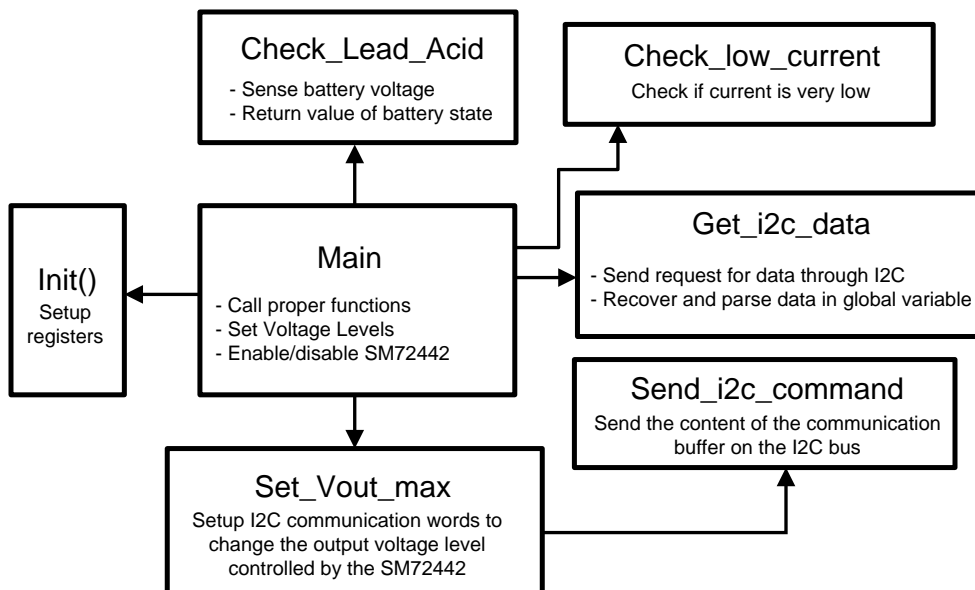 Check_Lead_Acid
- Sense battery voltage
- Return value of battery state
Check_low_current
Check if current is very low
Init()
Setup
registers
Main
- Call proper functions
- Set Voltage Levels
- Enable/disable SM72442
Get_i2c_data
- Send request for data through I2C
- Recover and parse data in global variable
Send_i2c_command
Send the content of the communication
buffer on the I2C bus
Set_Vout_max
Setup I2C communication words to
change the output voltage level
controlled by the SM72442